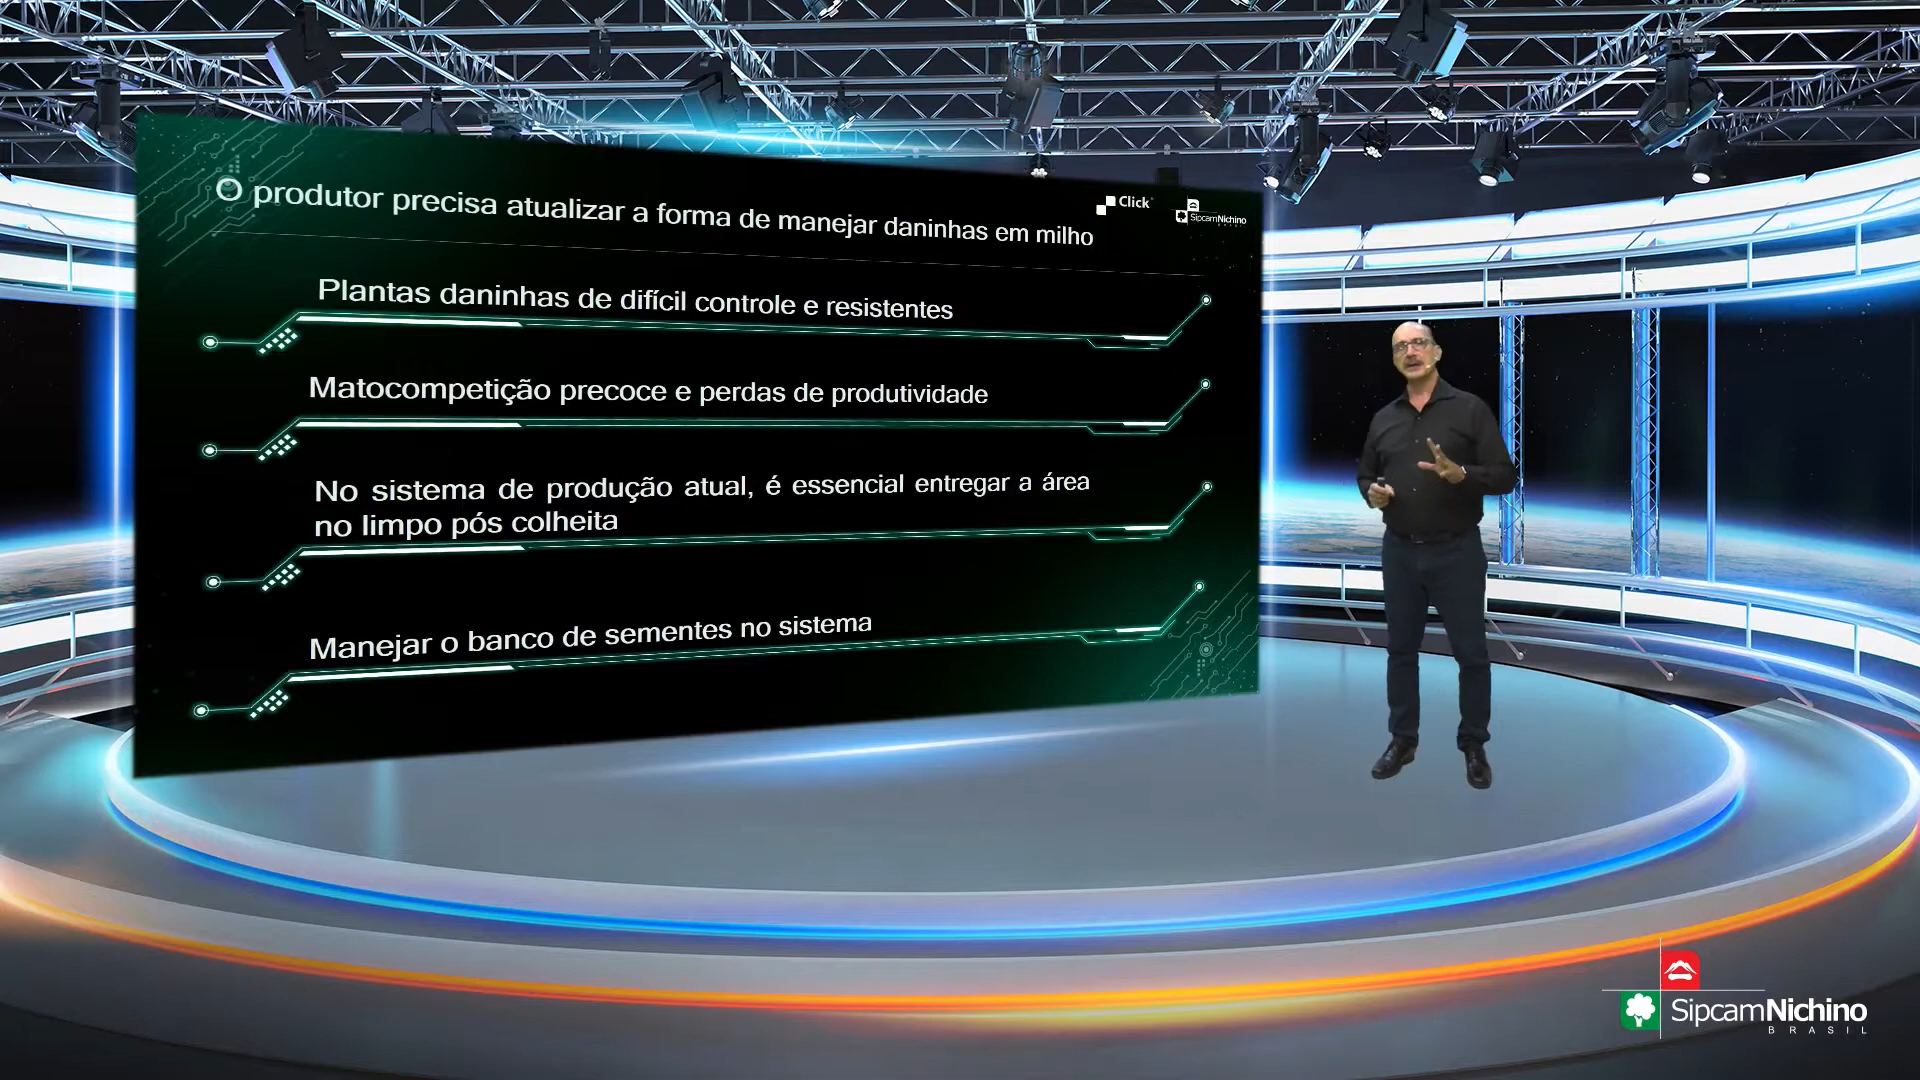 O produtor precisa atualizar a forma de manejar daninhas em milho
Click
SipcamNichino
BRASIL
Plantas daninhas de difícil controle e resistentes
Matocompetição precoce e perdas de produtividade
No sistema de produção atual, é essencial entregar a área
no limpo pós colheita
Manejar o banco de sementes no sistema
SipcamNichino
BRASIL